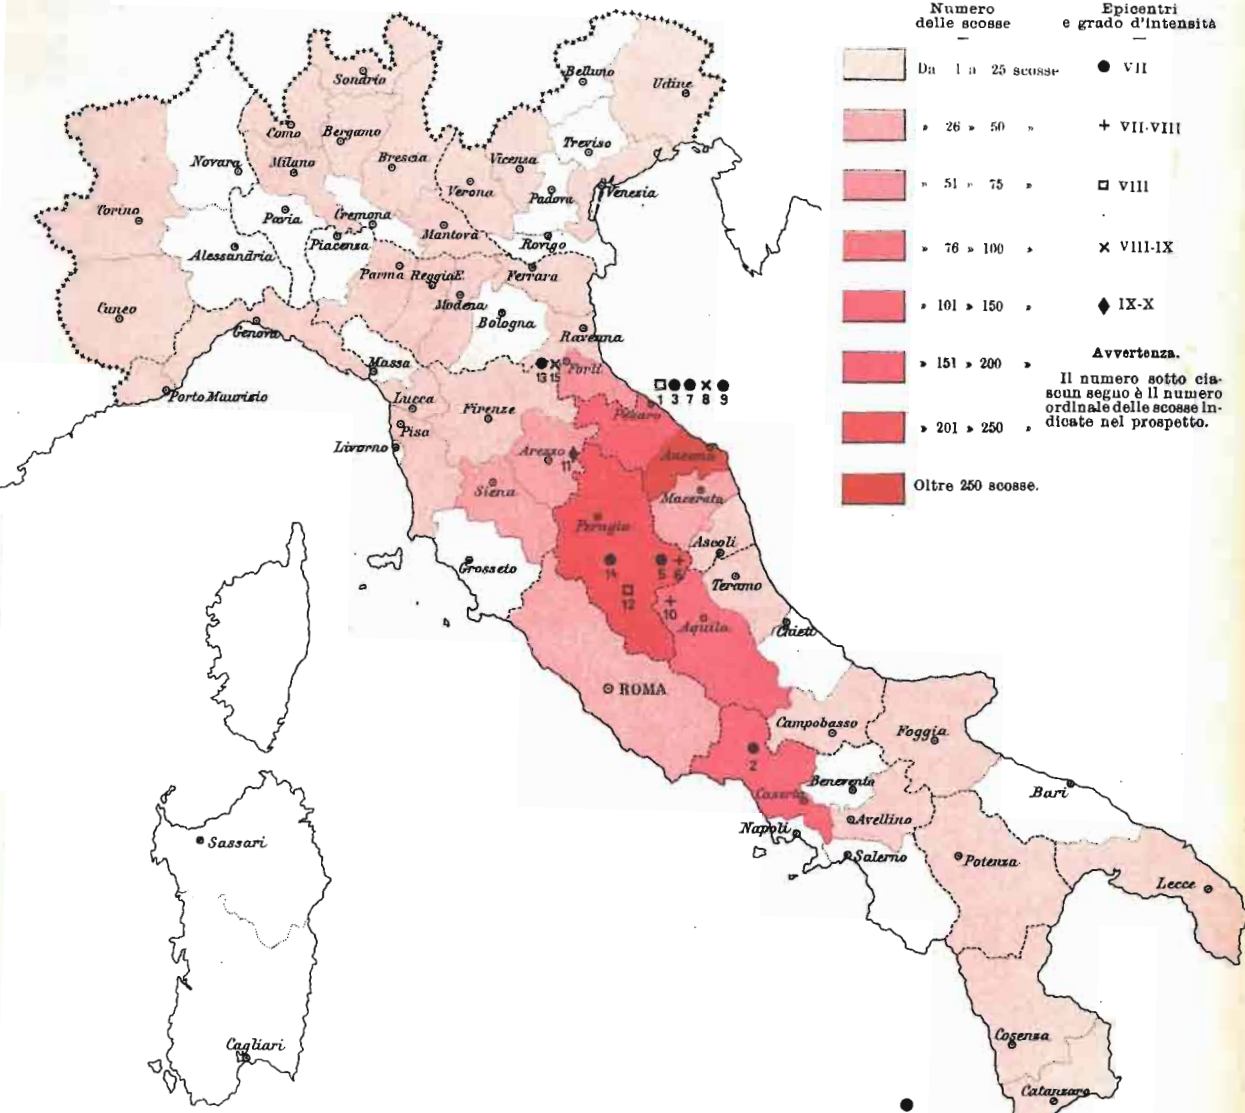 Numero
delle scosse
Epicentri
e grado d'intensità
Da 1 a 25 scosse
» 26 » 50 »
» 51 » 75 »
» 76 » 100 »
» 101 » 150 »
» 151 » 200 »
» 201 » 250 »
Oltre 250 scosse.
VII
VII-VIII
VIII
VIII-IX
IX-X
Avvertenza.
Il numero sotto cia-
scun segno è il numero
ordinale delle scosse in-
dicate nel prospetto.
Sondrio
Belluno
Udine
Como
Bergamo
Treviso
Novara
Milano
Brescia
Vicenza
Verona
Padova
Venezia
Torino
Pavia
Cremona
Piacenza
Mantova
Rovigo
Alessandria
Parma
Reggio E.
Ferrara
Modena
Cuneo
Genova
Bologna
Ravenna
Massa
13 15
Forlì
1 3 7 8 9
Porto Maurizio
Lucca
Firenze
Pesaro
Pisa
Livorno
Arezzo
11
Ancona
Siena
Macerata
Perugia
Ascoli
Grosseto
14
5 6
Teramo
12
10
Aquila
Chieti
ROMA
Campobasso
Foggia
2
Benevento
Caserta
Bari
Napoli
Avellino
Sassari
Salerno
Potenza
Lecce
Cosenza
Cagliari
Catanzaro